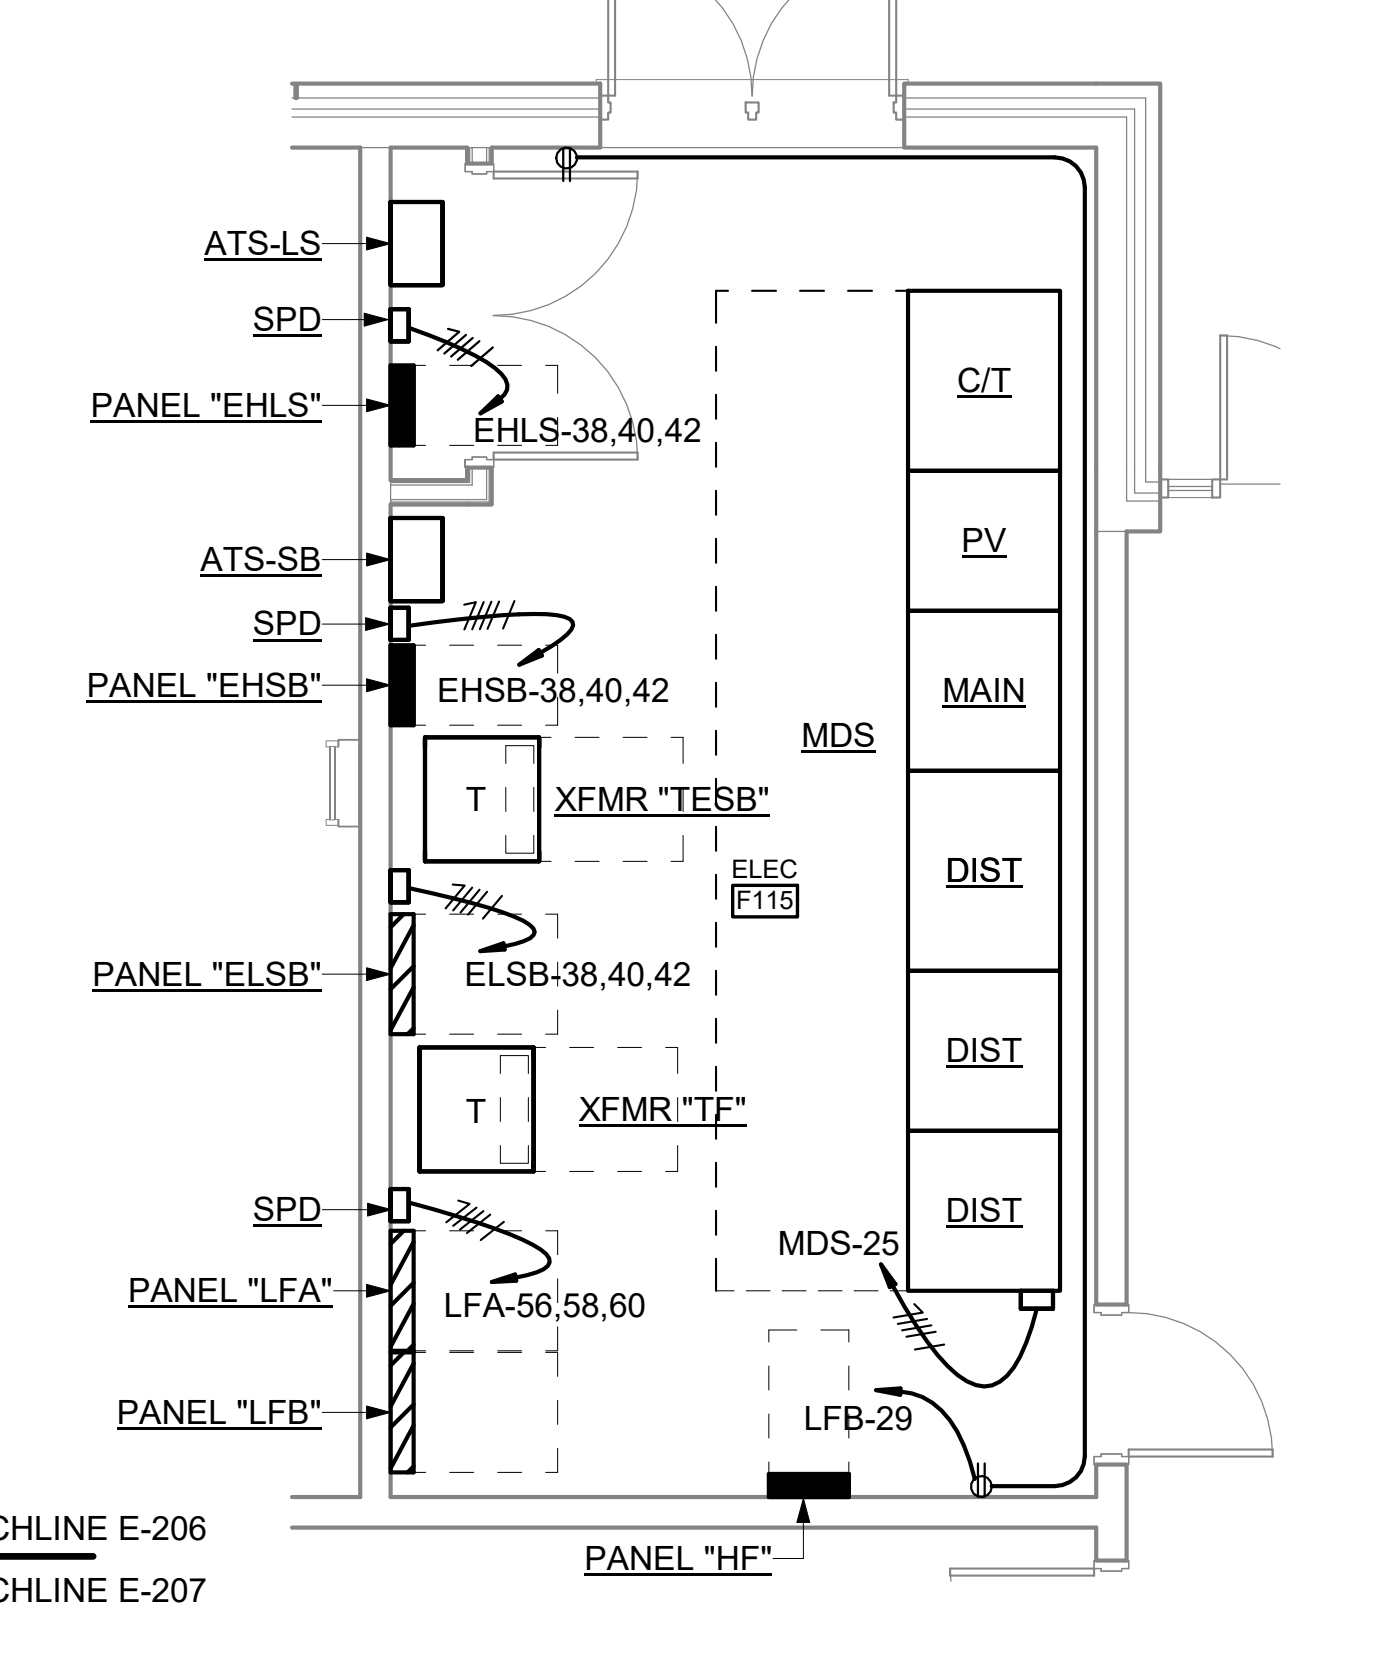 ATS-LS
SPD
PANEL "EHLS"
EHLS-38,40,42
C/T
PV
ATS-SB
SPD
PANEL "EHSB"
EHSB-38,40,42
MAIN
MDS
T
XFMR "TESB"
ELEC
F115
DIST
PANEL "ELSB"
ELSB-38,40,42
DIST
T
XFMR "TF"
SPD
DIST
MDS-25
PANEL "LFA"
LFA-56,58,60
PANEL "LFB"
LFB-29
CHLINE E-206
PANEL "HF"
CHLINE E-207